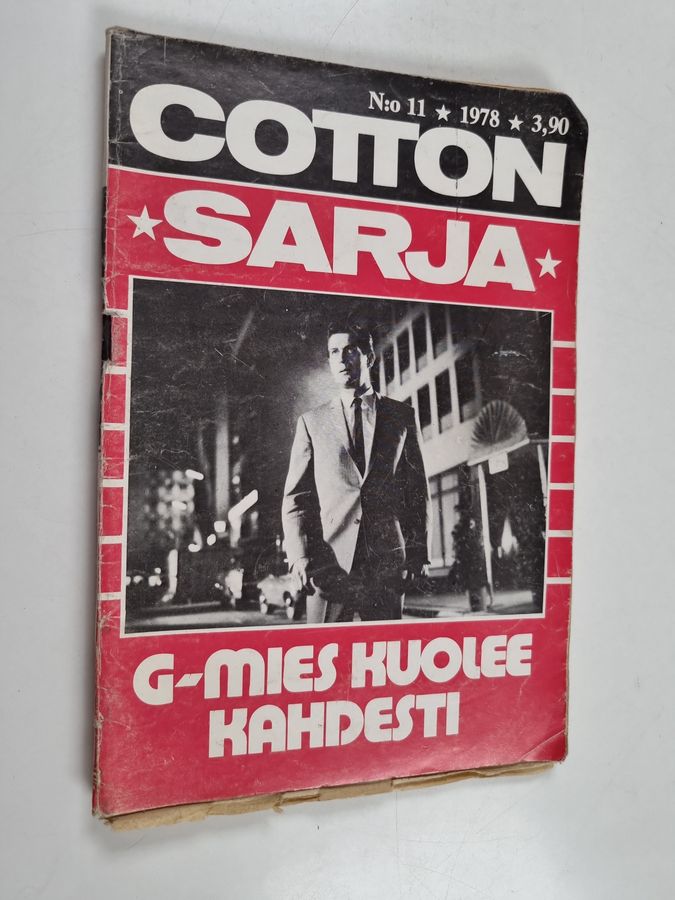 N:o 11 ★ 1978 ★ 3,90
COTTON
★SARJA★
G-MIES KUOLEE
KAHDESTI